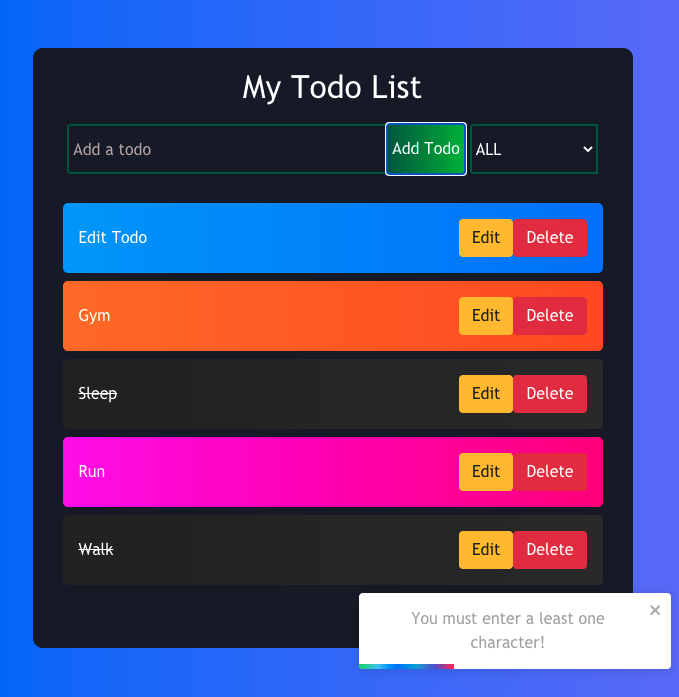 My Todo List
Add a todo Add Todo ALL
Edit Todo Edit Delete
Gym Edit Delete
Sleep Edit Delete
Run Edit Delete
Walk Edit Delete
You must enter a least one
character!